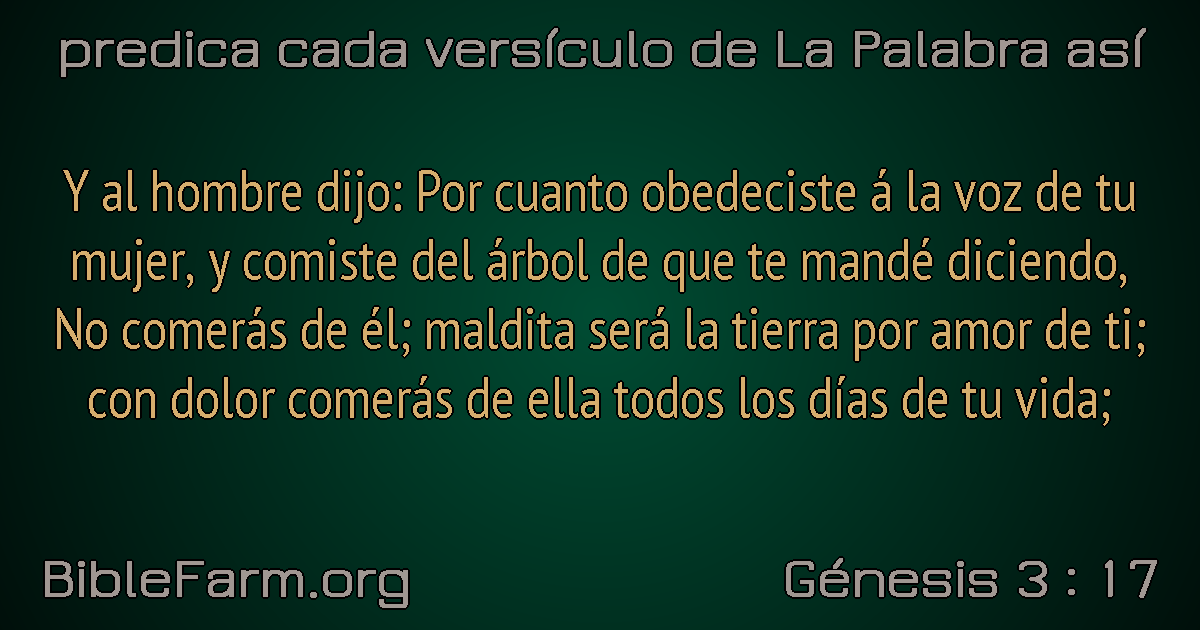 predica cada versículo de La Palabra así
Y al hombre dijo: Por cuanto obedeciste á la voz de tu
mujer, y comiste del árbol de que te mandé diciendo,
No comerás de él; maldita será la tierra por amor de ti;
con dolor comerás de ella todos los días de tu vida;
BibleFarm.org
Génesis 3 : 17